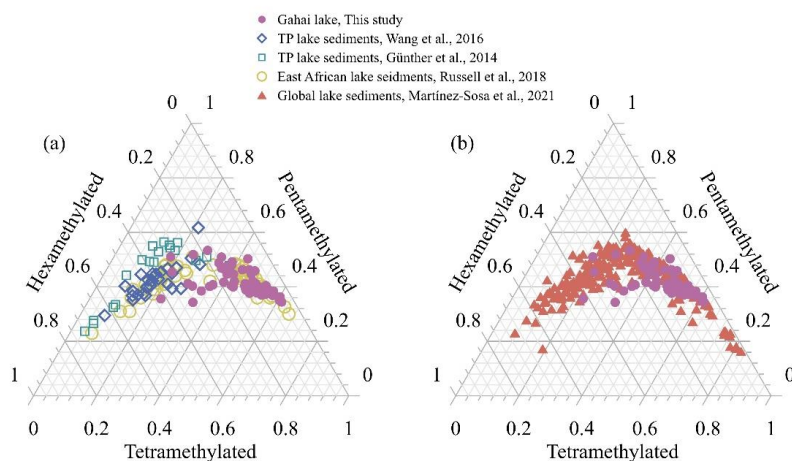 Gahai lake, This study
TP lake sediments, Wang et al., 2016
TP lake sediments, Günther et al., 2014
East African lake seidments, Russell et al., 2018
Global lake sediments, Martínez-Sosa et al., 2021
(a)
0 1
0.2 0.8
0.4 0.6
0.6 0.4
0.8 0.2
1 0
Hexamethylated
Pentamethylated
0 0.2 0.4 0.6 0.8 1
Tetramethylated
(b)
0 1
0.2 0.8
0.4 0.6
0.6 0.4
0.8 0.2
1 0
Hexamethylated
Pentamethylated
0 0.2 0.4 0.6 0.8 1
Tetramethylated